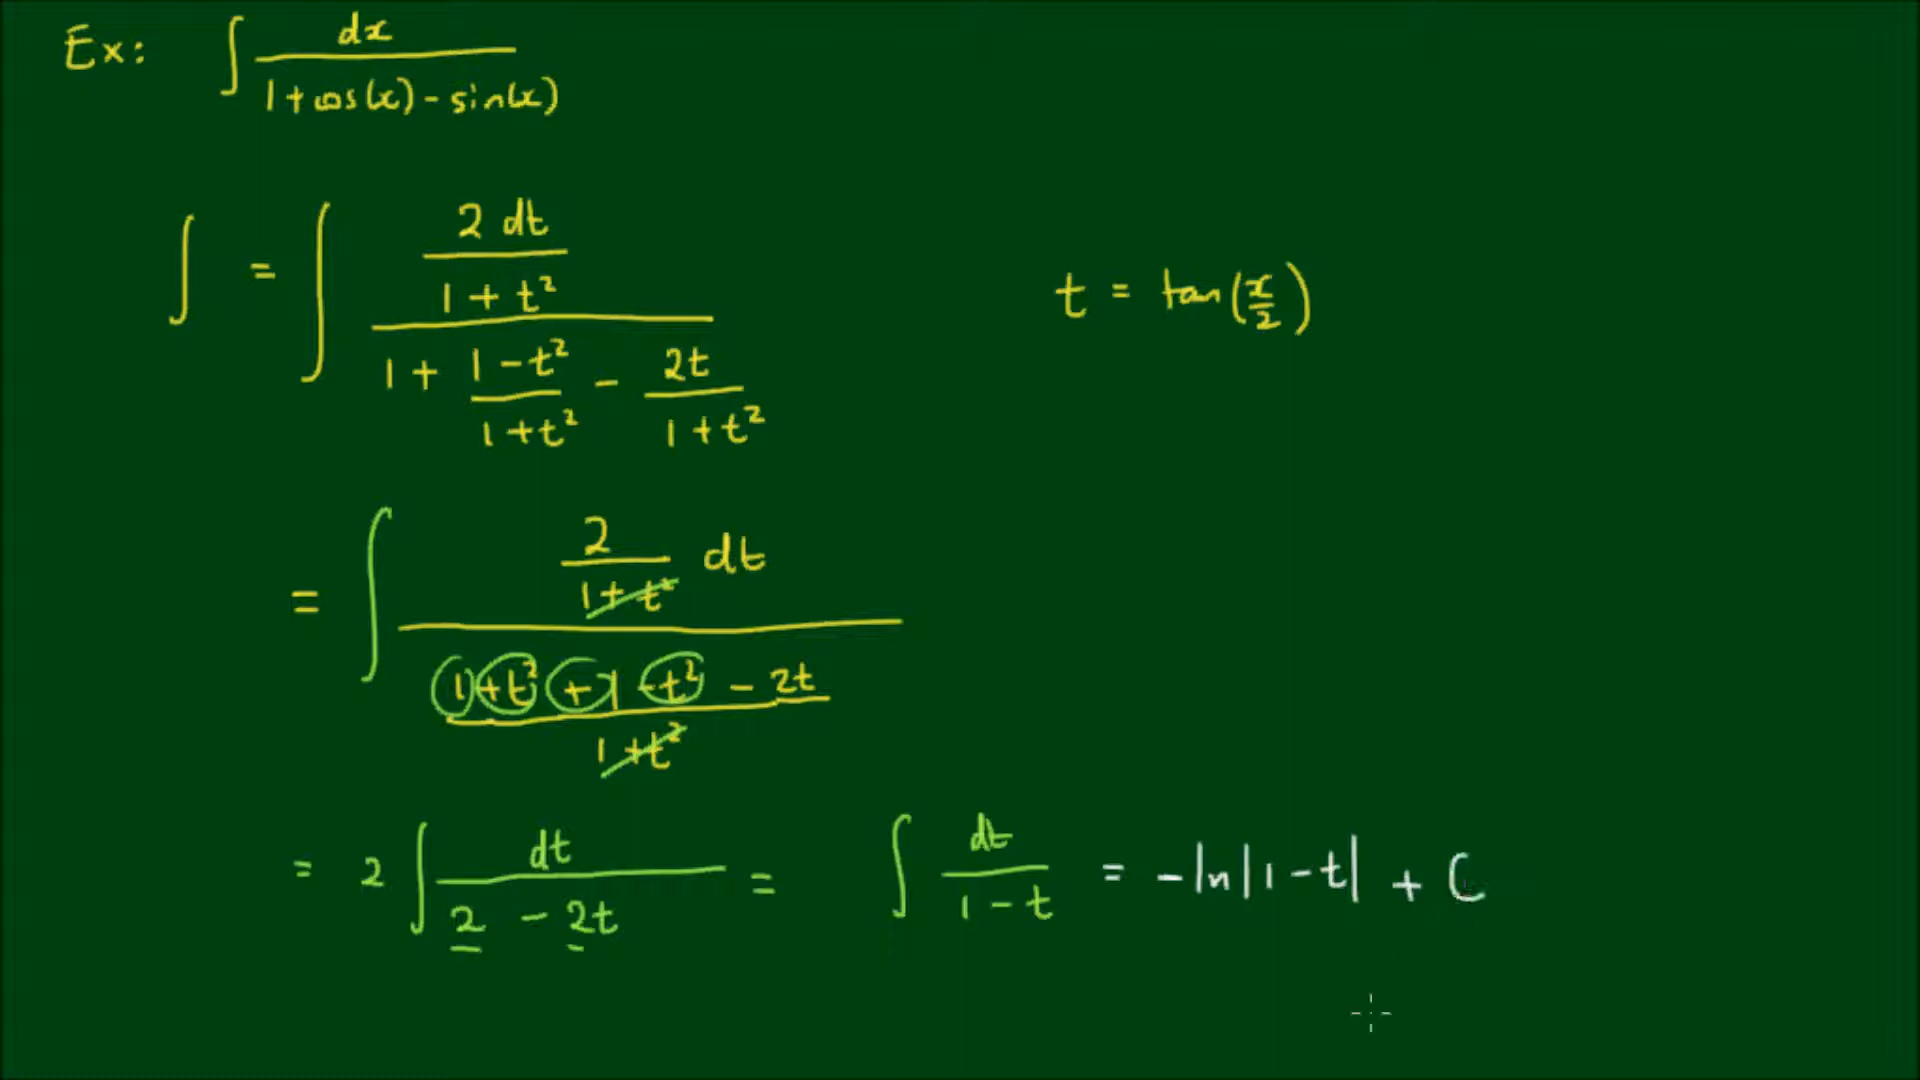 Ex: ∫ dx / (1 + cos(x) - sin(x))
∫ = ∫ (2 dt / (1 + t²)) / (1 + (1 - t²)/(1 + t²) - 2t/(1 + t²))
t = tan(x/2)
= ∫ (2/(1 + t²) dt) / ((1 + t² + 1 - t² - 2t)/(1 + t²))
= 2 ∫ dt / (2 - 2t) = ∫ dt / (1 - t) = -ln|1 - t| + C